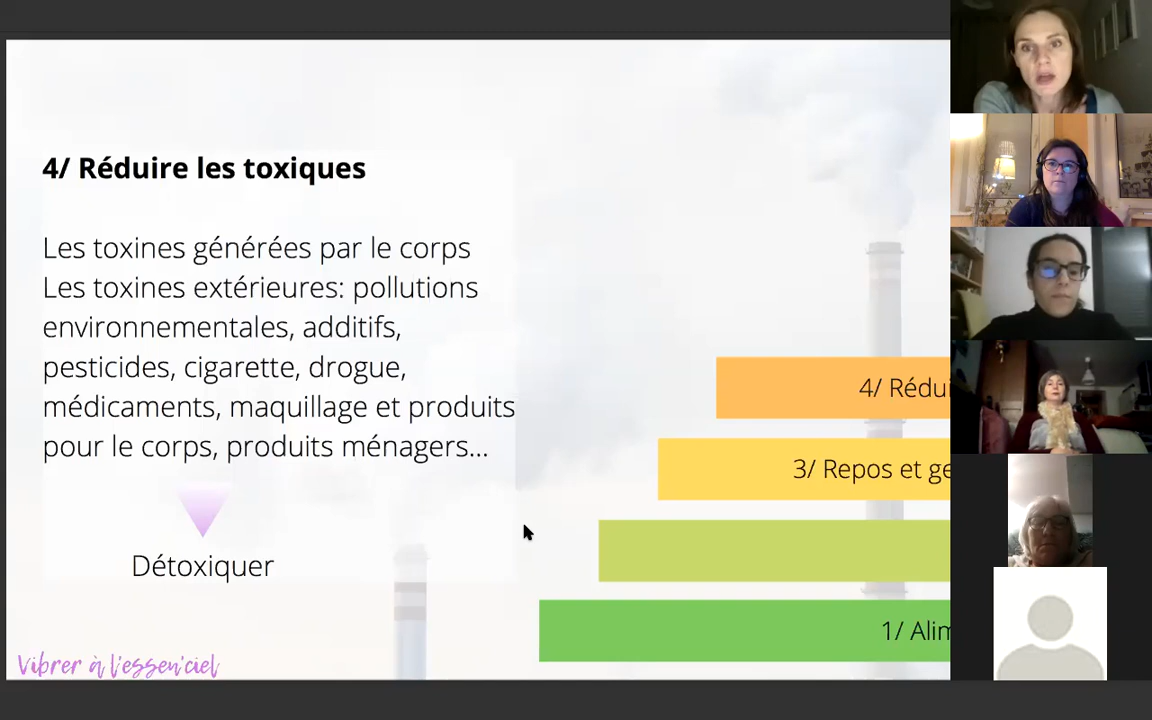 4/ Réduire les toxiques
Les toxines générées par le corps
Les toxines extérieures: pollutions
environnementales, additifs,
pesticides, cigarette, drogue,
médicaments, maquillage et produits
pour le corps, produits ménagers...
Détoxiquer
4/ Rédui
3/ Repos et ge
1/ Alim
Vibrer à l'essen'ciel